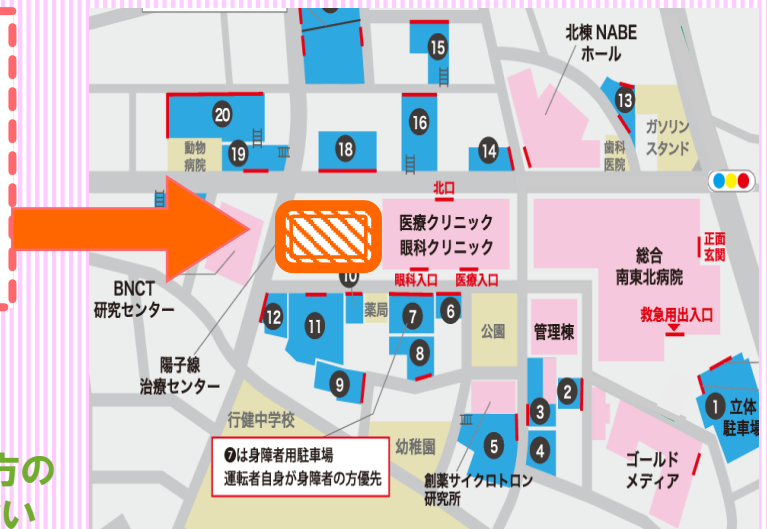 15
北棟 NABE
ホール
20
16
13
ガソリン
スタンド
動物
病院
19
18
14
歯科
医院
北口
医療クリニック
眼科クリニック
正面
玄関
総合
南東北病院
BNCT
研究センター
10
眼科入口
医療入口
救急用出入口
12
11
薬局
7
6
公園
管理棟
陽子線
治療センター
8
9
2
1
立体
駐車場
3
行健中学校
❼は身障者用駐車場
運転者自身が身障者の方優先
幼稚園
5
4
創薬サイクロトロン
研究所
ゴールド
メディア
方の
い